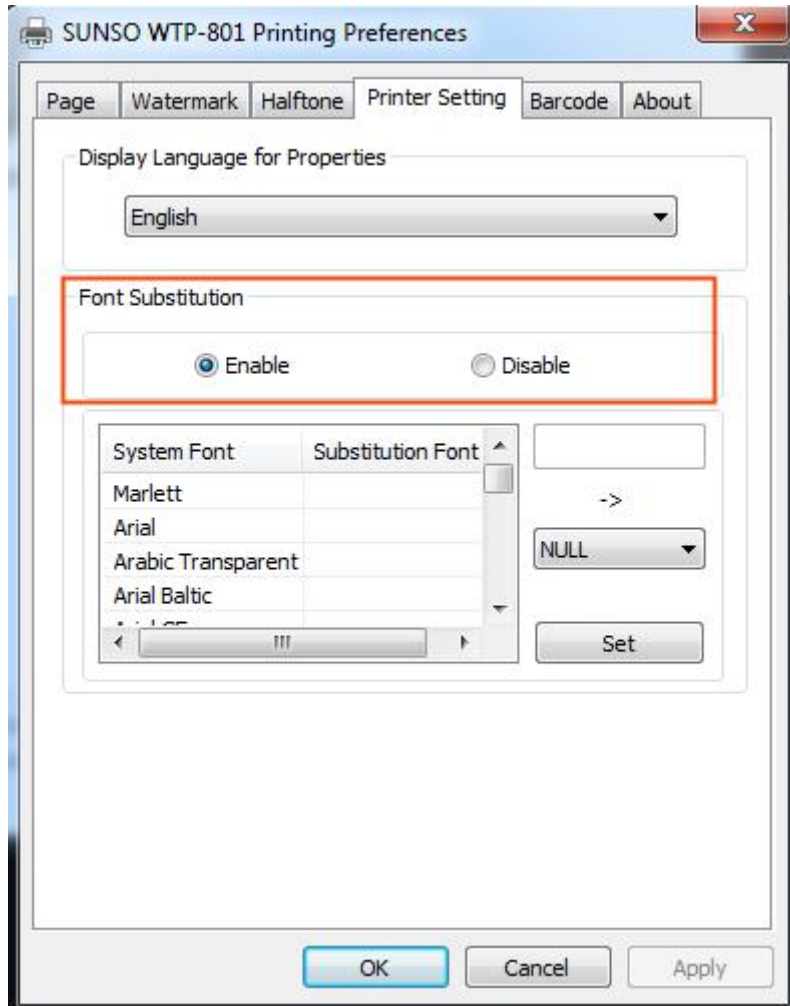 SUNSO WTP-801 Printing Preferences
Page Watermark Halftone Printer Setting Barcode About
Display Language for Properties
English
Font Substitution
Enable Disable
System Font Substitution Font
Marlett
->
Arial
Arabic Transparent
NULL
Arial Baltic
Set
OK Cancel Apply